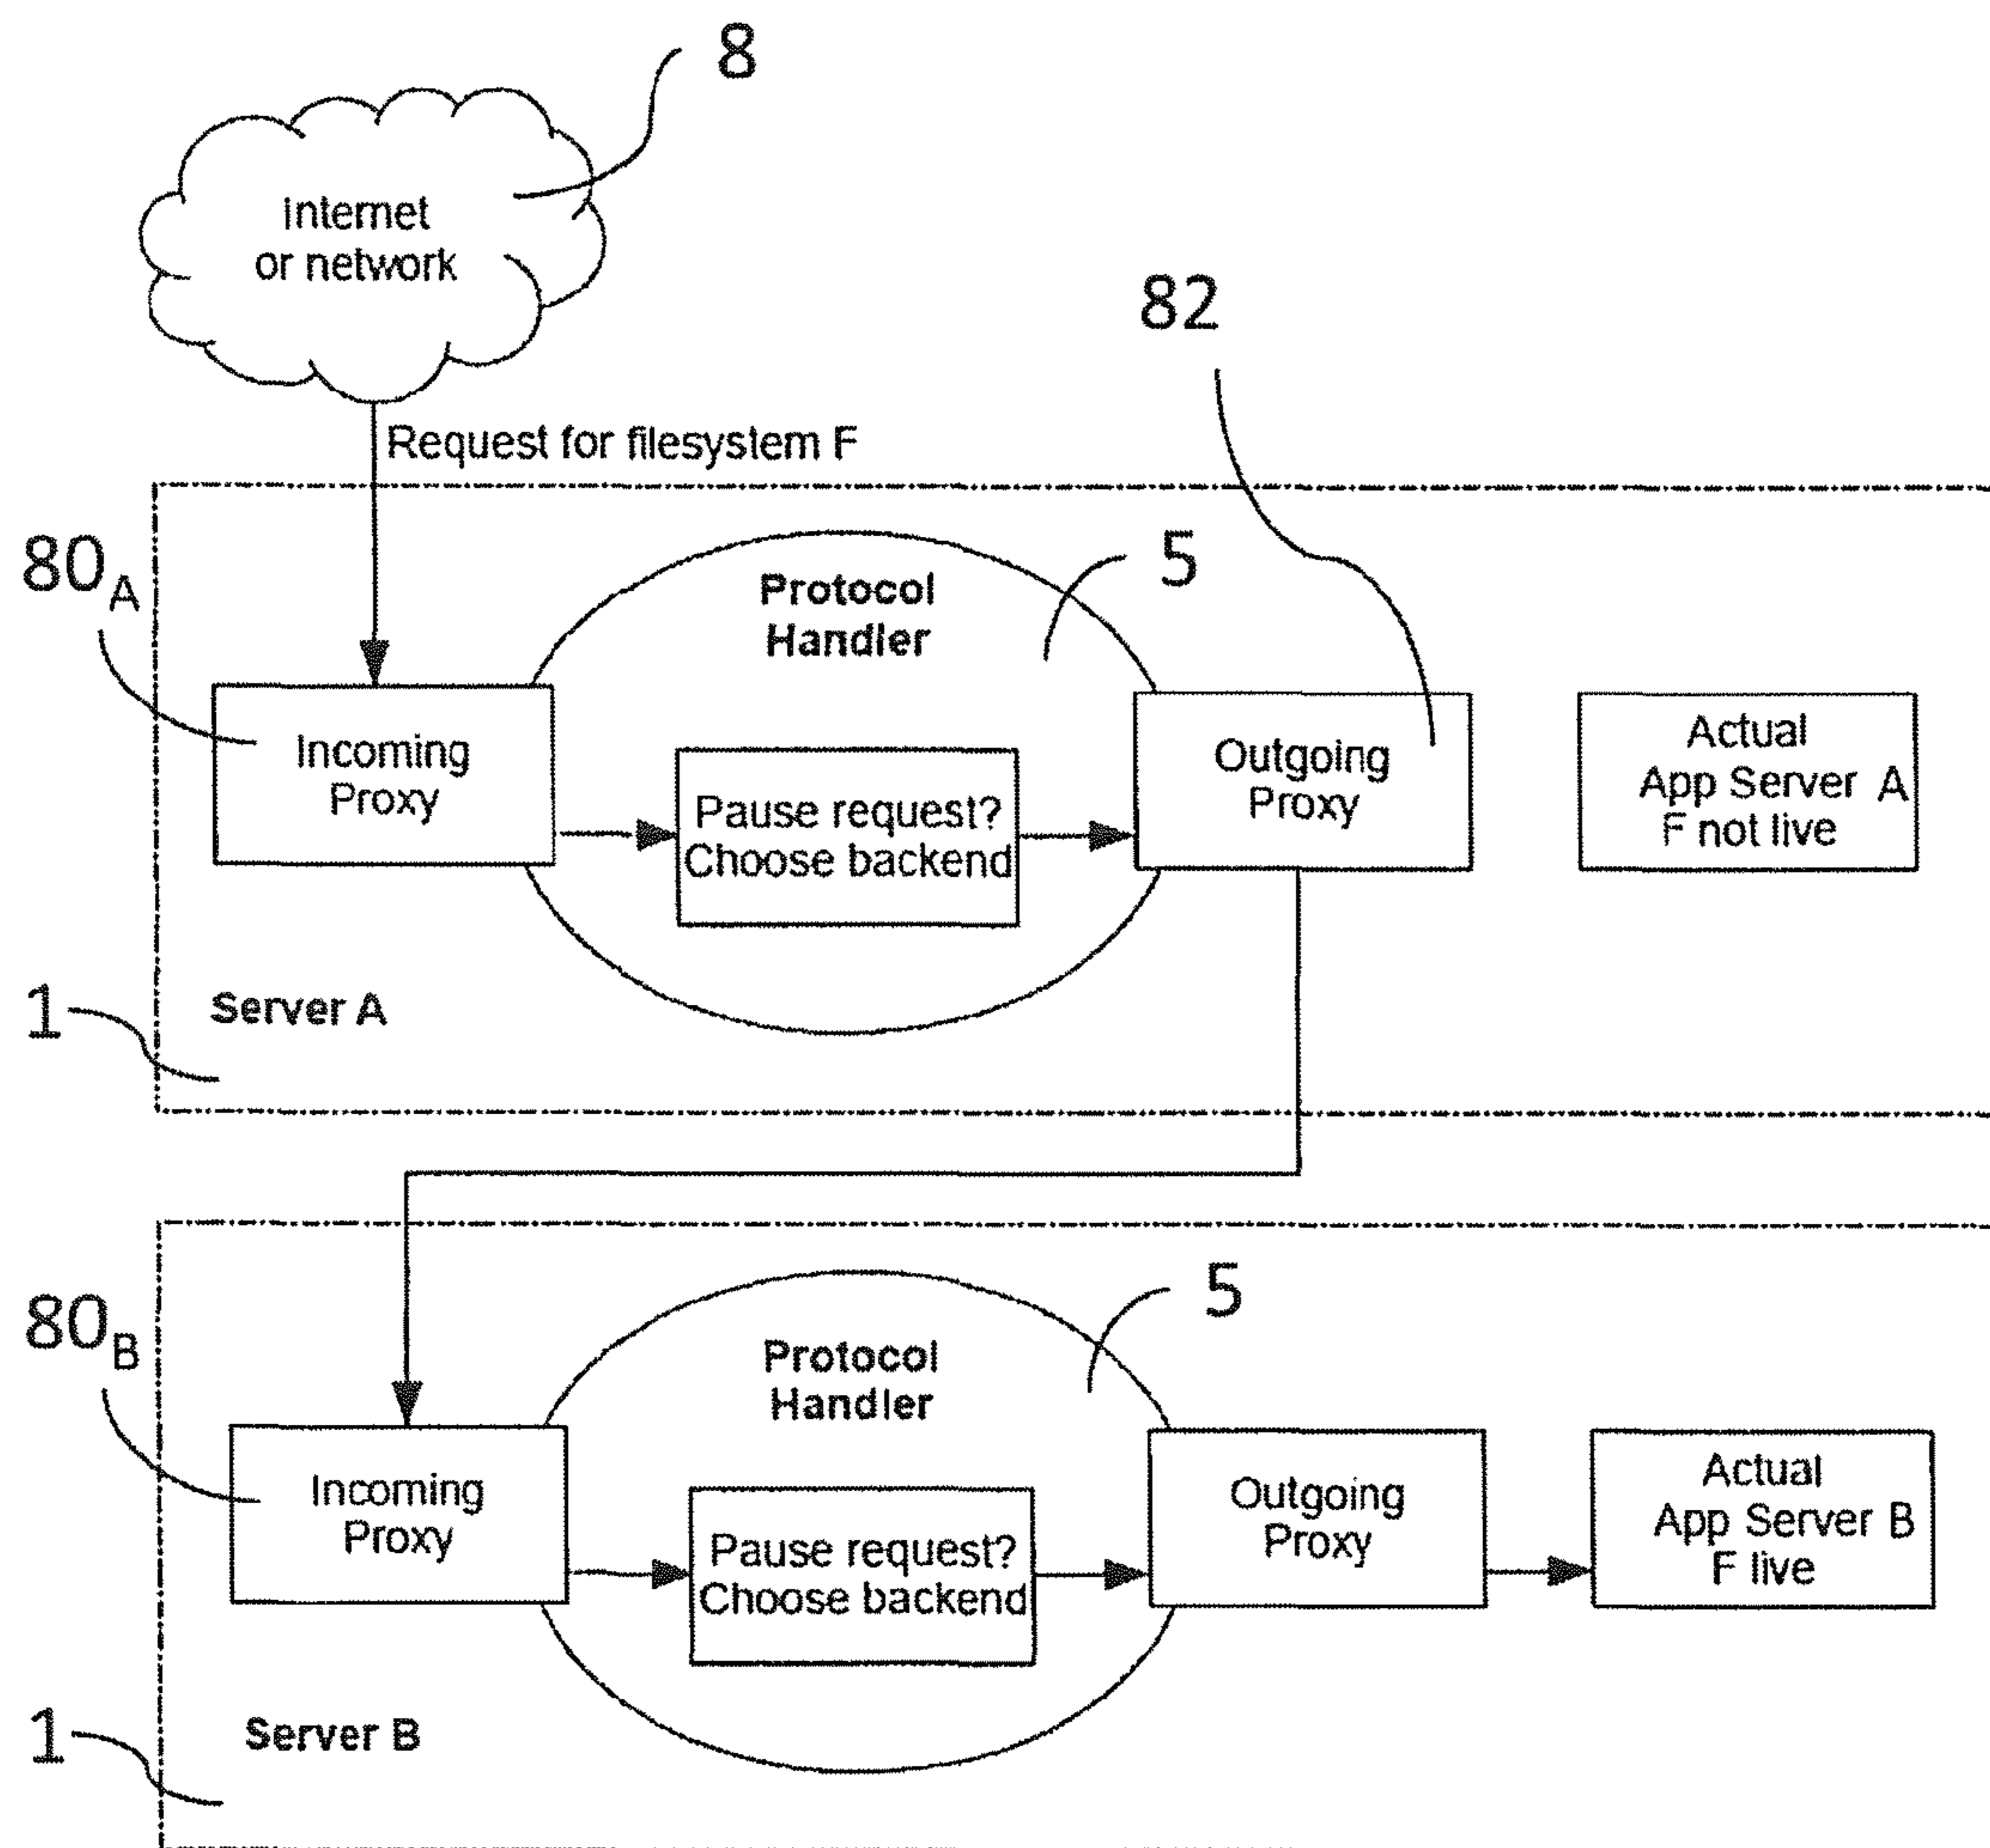 8
Internet
or network
82
Request for filesystem F
80A
5
Protocol
Handler
Incoming
Proxy
Pause request?
Choose backend
Outgoing
Proxy
Actual
App Server A
F not live
1
Server A
80B
5
Protocol
Handler
Incoming
Proxy
Pause request?
Choose backend
Outgoing
Proxy
Actual
App Server B
F live
1
Server B